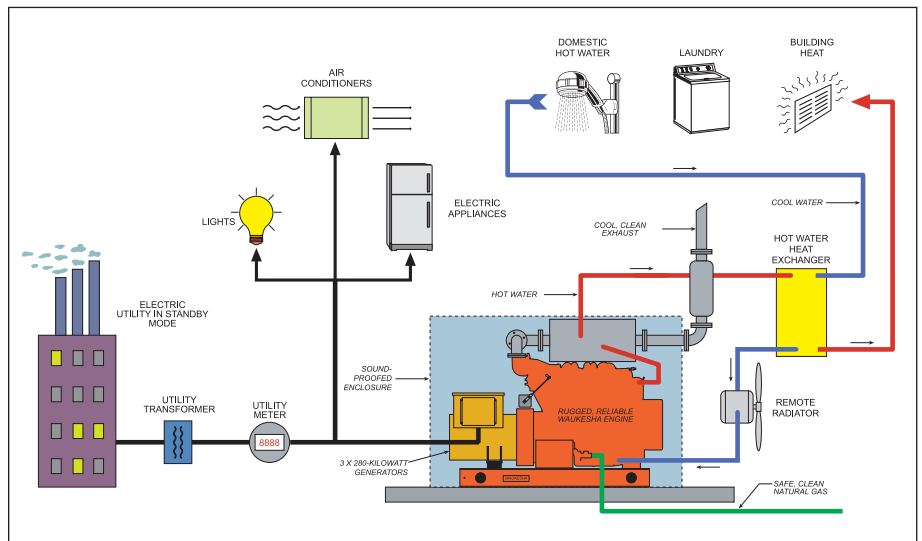 DOMESTIC
HOT WATER
LAUNDRY
BUILDING
HEAT
AIR
CONDITIONERS
LIGHTS
ELECTRIC
APPLIANCES
COOL, CLEAN
EXHAUST
COOL WATER
HOT WATER
HEAT
EXCHANGER
HOT WATER
ELECTRIC
UTILITY IN STANDBY
MODE
SOUND-
PROOFED
ENCLOSURE
UTILITY
TRANSFORMER
UTILITY
METER
8888
RUGGED, RELIABLE
WAUKESHA ENGINE
REMOTE
RADIATOR
3 X 280-KILOWATT
GENERATORS
SAFE, CLEAN
NATURAL GAS